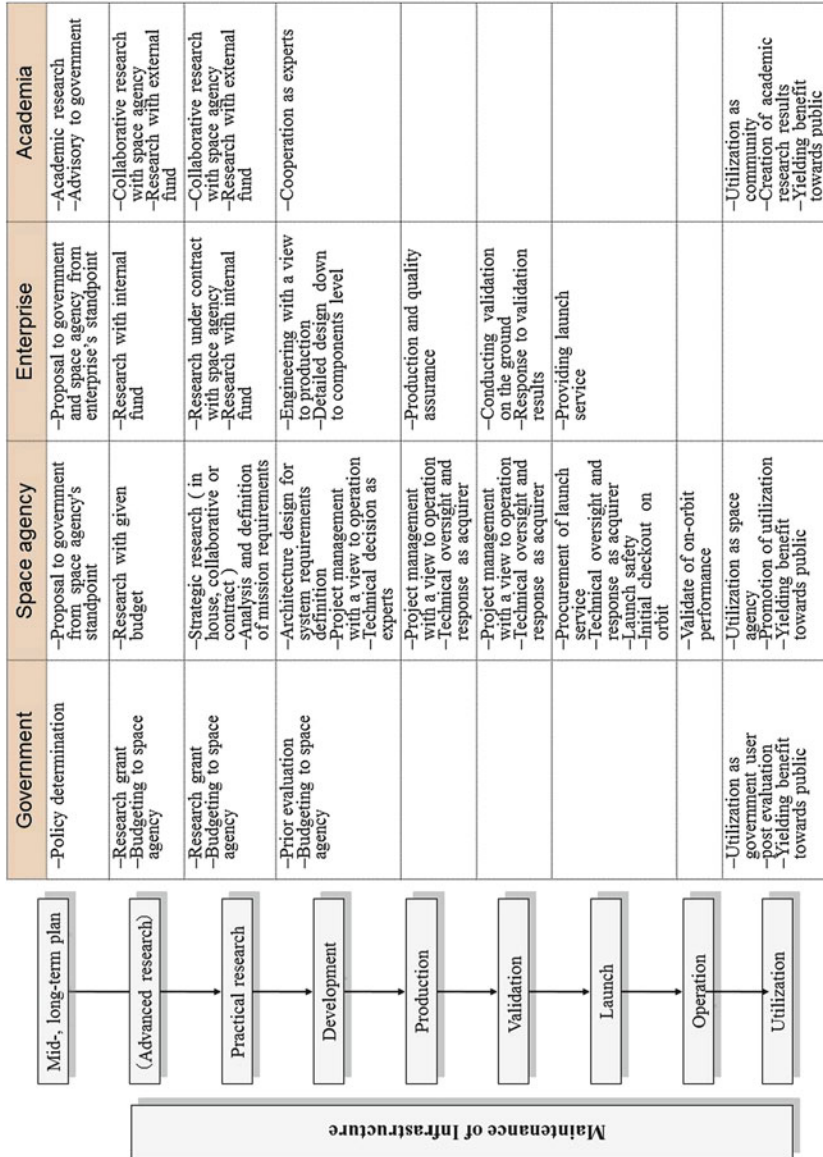 Government
Space agency
Enterprise
Academia
Mid-, long-term plan
–Policy determination
–Proposal to government
from space agency's
standpoint
–Proposal to government
and space agency from
enterprise's standpoint
–Academic research
–Advisory to government
(Advanced research)
–Research grant
–Budgeting to space
agency
–Research with given
budget
–Research with internal
fund
–Collaborative research
with space agency
–Research with external
fund
Practical research
–Research grant
–Budgeting to space
agency
–Strategic research ( in
house, collaborative or
contract )
–Analysis and definition
of mission requirements
–Research under contract
with space agency
–Research with internal
fund
–Collaborative research
with space agency
–Research with external
fund
Development
–Prior evaluation
–Budgeting to space
agency
–Architecture design for
system requirements
definition
–Project management
with a view to operation
–Technical decision as
experts
–Engineering with a view
to production
–Detailed design down
to components level
–Cooperation as experts
Production
–Project management
with a view to operation
–Technical oversight and
response as acquirer
–Production and quality
assurance
Validation
–Project management
with a view to operation
–Technical oversight and
response as acquirer
–Conducting validation
on the ground
–Response to validation
results
Launch
–Procurement of launch
service
–Technical oversight and
response as acquirer
–Launch safety
–Initial checkout on
orbit
–Providing launch
service
Operation
–Validate of on-orbit
performance
Utilization
–Utilization as
government user
–post evaluation
–Yielding benefit
towards public
–Utilization as space
agency
–Promotion of utilization
–Yielding benefit
towards public
–Utilization as
community
–Creation of academic
research results
–Yielding benefit
towards public
Maintenance of Infrastructure